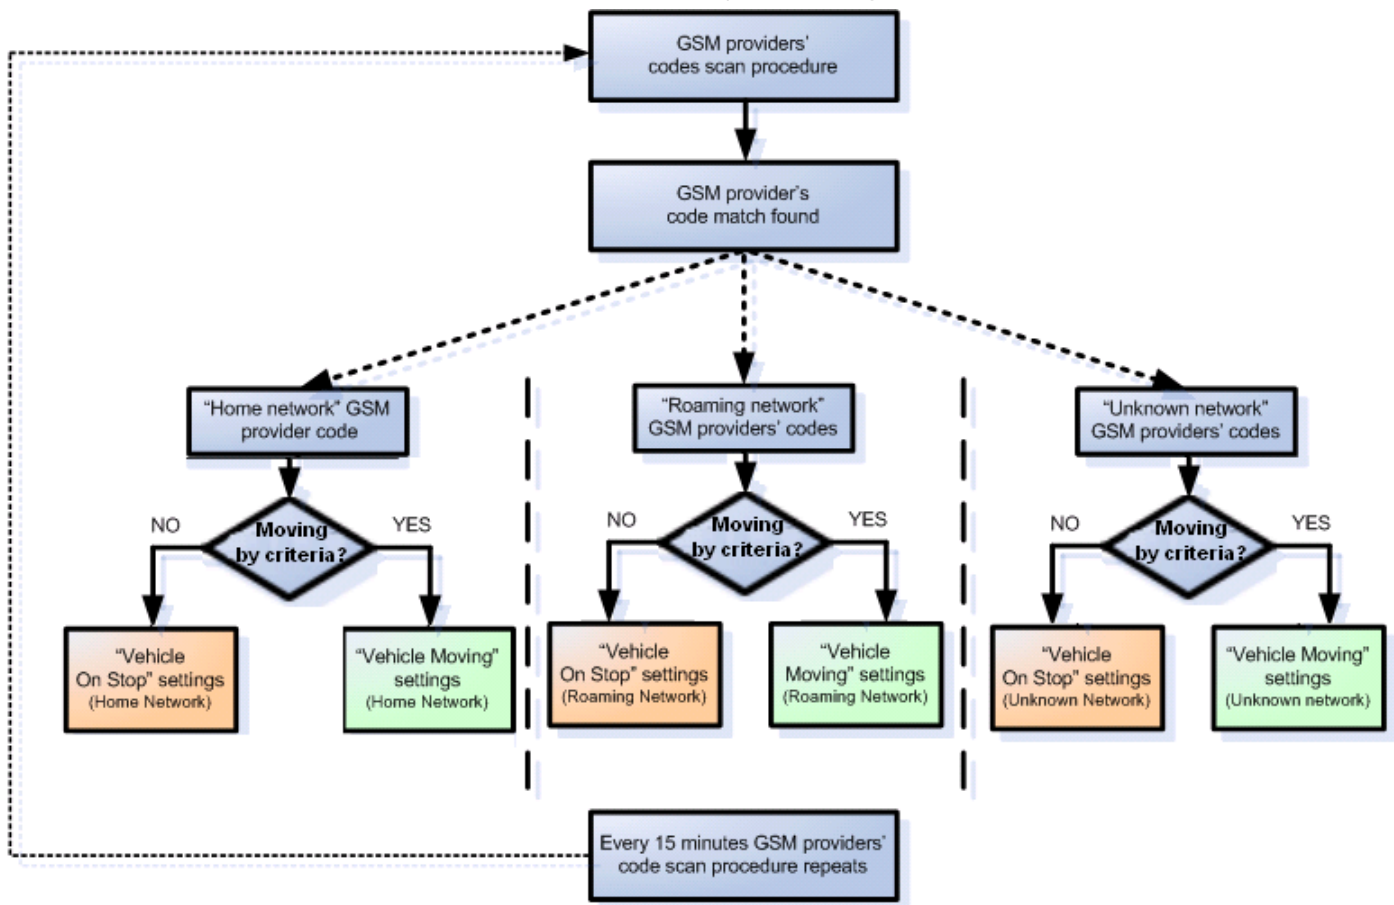 GSM providers'
codes scan procedure
GSM provider's
code match found
"Home network" GSM
provider code
"Roaming network"
GSM providers' codes
"Unknown network"
GSM providers' codes
NO
Moving
by criteria?
YES
NO
Moving
by criteria?
YES
NO
Moving
by criteria?
YES
"Vehicle
On Stop" settings
(Home Network)
"Vehicle Moving"
settings
(Home Network)
"Vehicle
On Stop" settings
(Roaming Network)
"Vehicle
Moving" settings
(Roaming Network)
"Vehicle
On Stop" settings
(Unknown Network)
"Vehicle Moving"
settings
(Unknown network)
Every 15 minutes GSM providers'
code scan procedure repeats